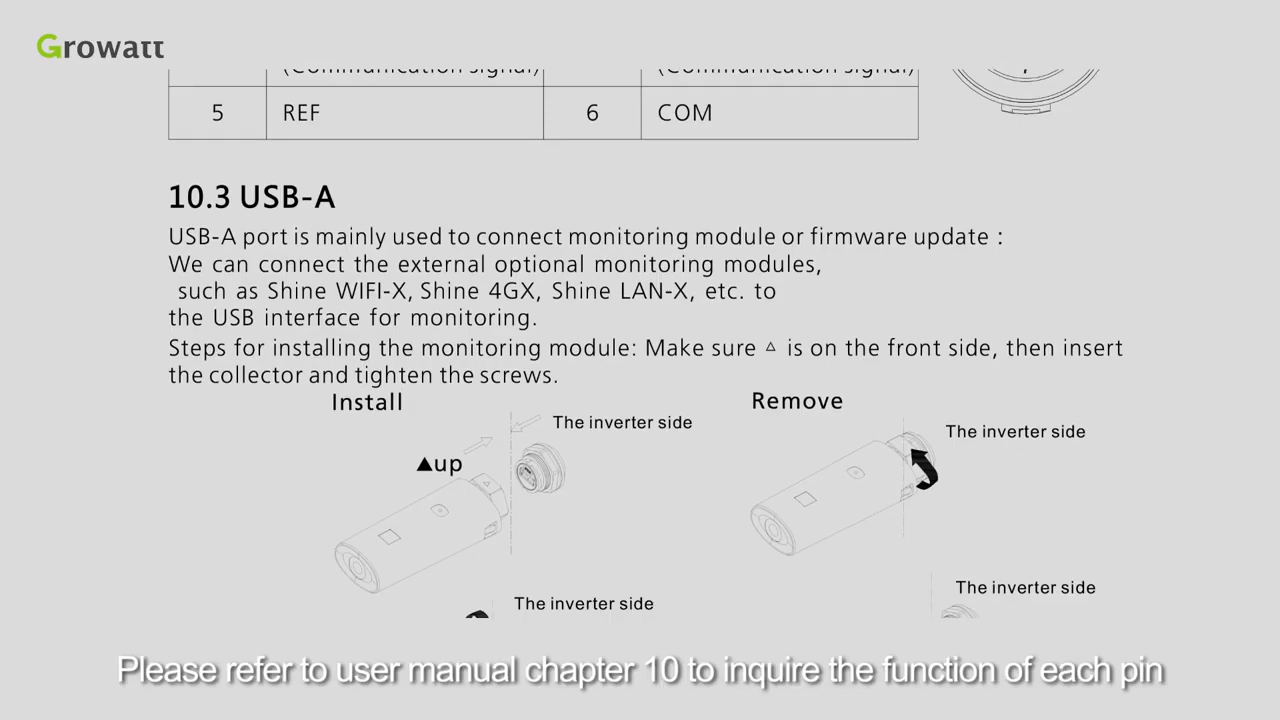 Growatt
(Communication signal)
(Communication signal)
5
REF
6
COM
10.3 USB-A
USB-A port is mainly used to connect monitoring module or firmware update :
We can connect the external optional monitoring modules,
such as Shine WIFI-X, Shine 4GX, Shine LAN-X, etc. to
the USB interface for monitoring.
Steps for installing the monitoring module: Make sure △ is on the front side, then insert
the collector and tighten the screws.
Install
Remove
The inverter side
The inverter side
▲up
The inverter side
The inverter side
Please refer to user manual chapter 10 to inquire the function of each pin